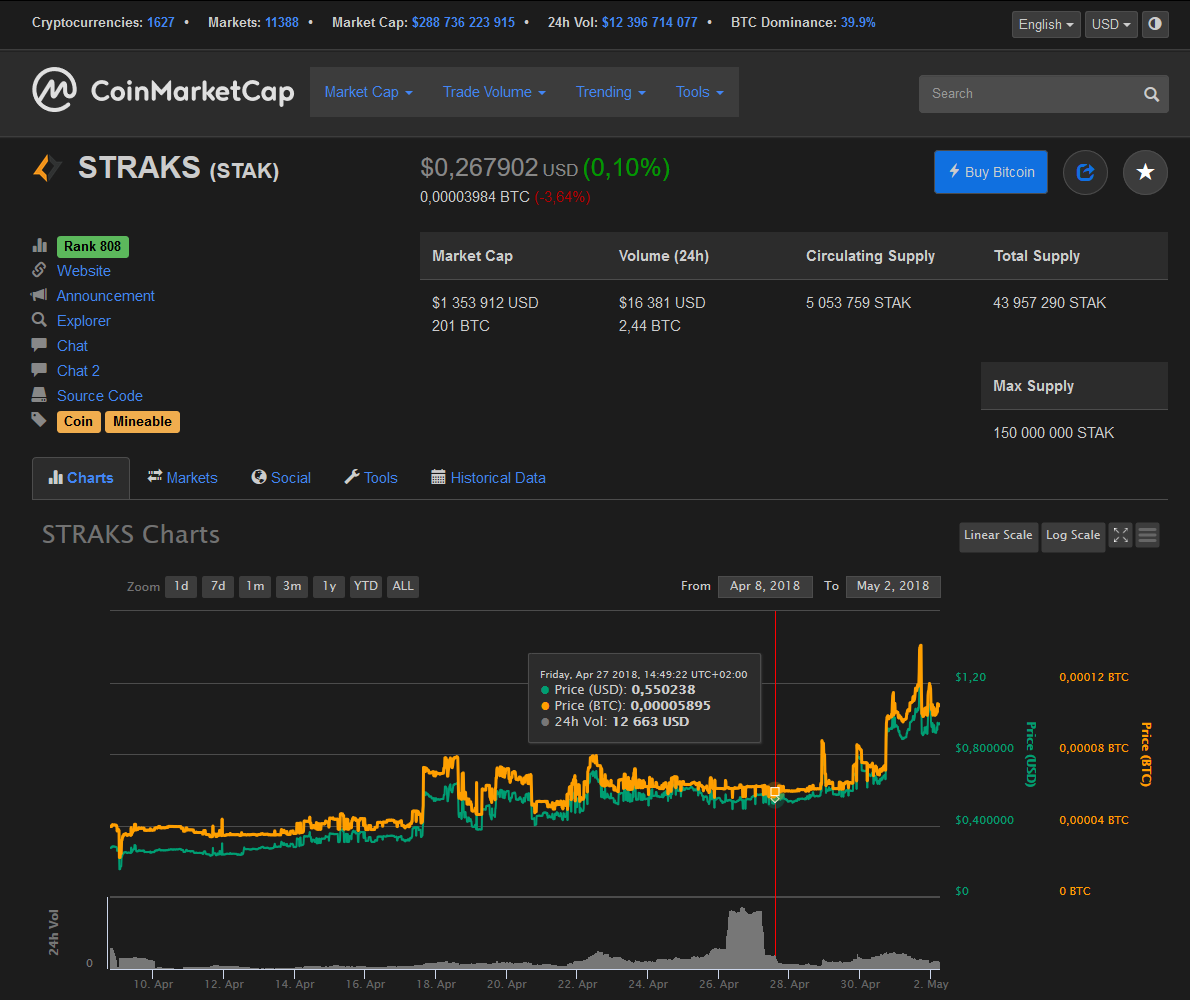 Cryptocurrencies: 1627 • Markets: 11388 • Market Cap: $288 736 223 915 • 24h Vol: $12 396 714 077 • BTC Dominance: 39.9%
English USD
CoinMarketCap Market Cap Trade Volume Trending Tools Search
STRAKS (STAK) $0,267902 USD (0,10%) Buy Bitcoin
0,00003984 BTC (-3,64%)
Rank 808
Website
Announcement
Explorer
Chat
Chat 2
Source Code
Coin Mineable
Market Cap Volume (24h) Circulating Supply Total Supply
$1 353 912 USD $16 381 USD 5 053 759 STAK 43 957 290 STAK
201 BTC 2,44 BTC
Max Supply
150 000 000 STAK
Charts Markets Social Tools Historical Data
STRAKS Charts Linear Scale Log Scale
Zoom 1d 7d 1m 3m 1y YTD ALL From Apr 8, 2018 To May 2, 2018
Friday, Apr 27 2018, 14:49:22 UTC+02:00
Price (USD): 0,550238
Price (BTC): 0,00005895
24h Vol: 12 663 USD
$1,20 0,00012 BTC
$0,800000 0,00008 BTC
$0,400000 0,00004 BTC
$0 0 BTC
Price (USD)
Price (BTC)
24h Vol
0
10. Apr 12. Apr 14. Apr 16. Apr 18. Apr 20. Apr 22. Apr 24. Apr 26. Apr 28. Apr 30. Apr 2. May